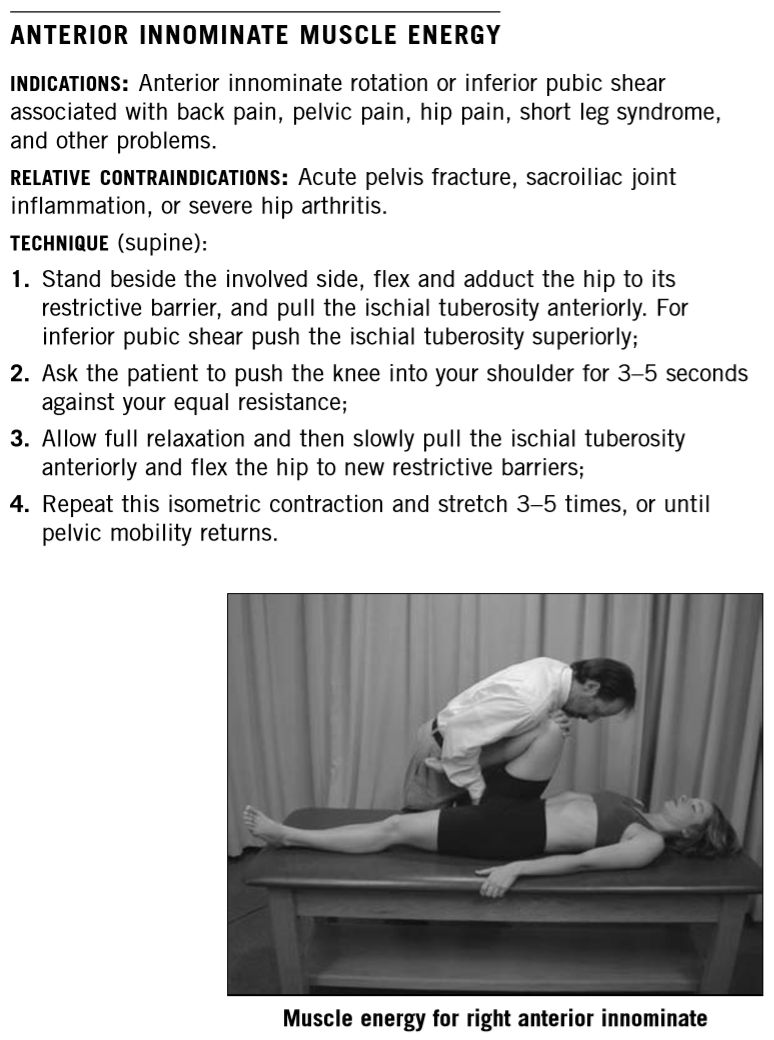 ANTERIOR INNOMINATE MUSCLE ENERGY
INDICATIONS: Anterior innominate rotation or inferior pubic shear
associated with back pain, pelvic pain, hip pain, short leg syndrome,
and other problems.
RELATIVE CONTRAINDICATIONS: Acute pelvis fracture, sacroiliac joint
inflammation, or severe hip arthritis.
TECHNIQUE (supine):
1. Stand beside the involved side, flex and adduct the hip to its
restrictive barrier, and pull the ischial tuberosity anteriorly. For
inferior pubic shear push the ischial tuberosity superiorly;
2. Ask the patient to push the knee into your shoulder for 3–5 seconds
against your equal resistance;
3. Allow full relaxation and then slowly pull the ischial tuberosity
anteriorly and flex the hip to new restrictive barriers;
4. Repeat this isometric contraction and stretch 3–5 times, or until
pelvic mobility returns.
Muscle energy for right anterior innominate